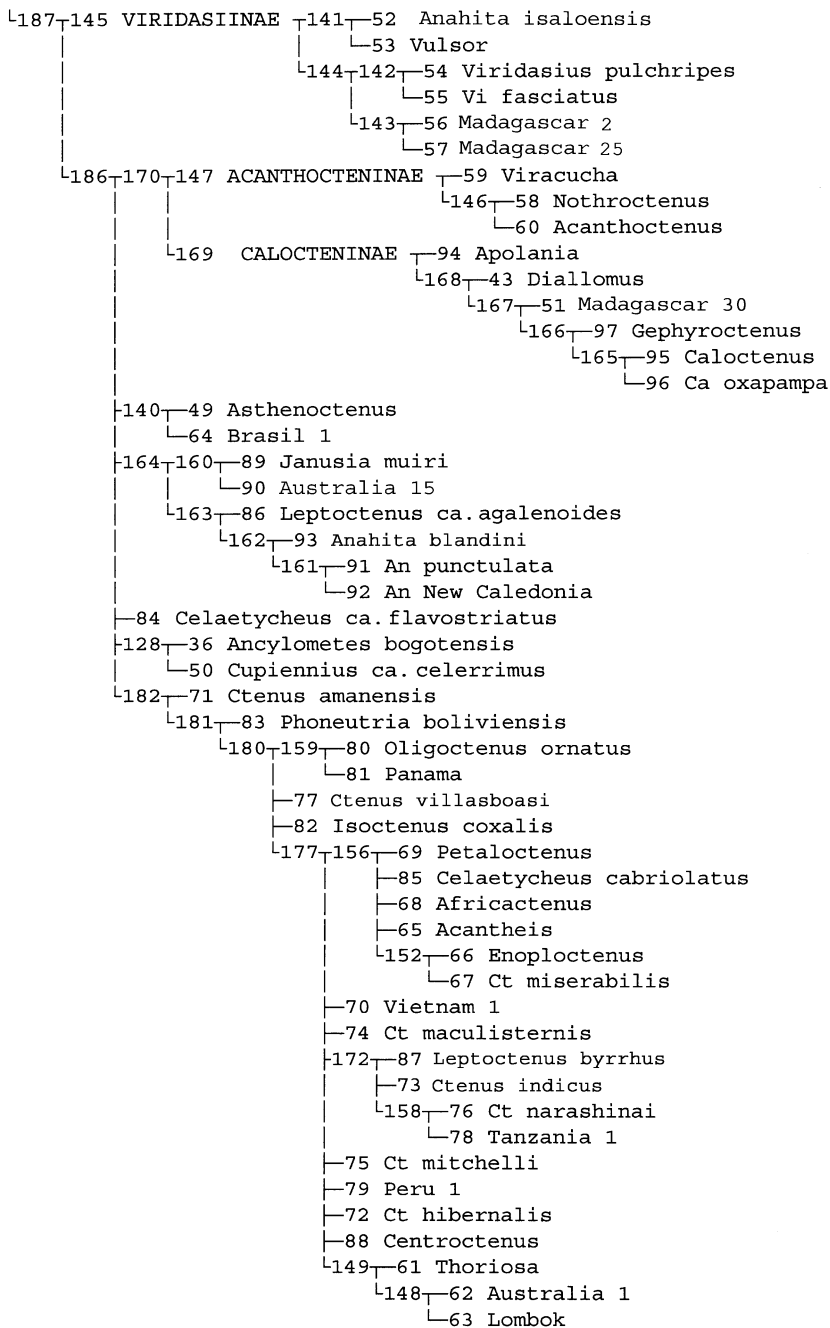 187 145 VIRIDASIINAE 141 52 Anahita isaloensis
53 Vulsor
144 142 54 Viridasius pulchripes
55 Vi fasciatus
143 56 Madagascar 2
57 Madagascar 25
186 170 147 ACANTHOCTENINAE 59 Viracucha
146 58 Nothroctenus
60 Acanthoctenus
169 CALOCTENINAE 94 Apolania
168 43 Diallomus
167 51 Madagascar 30
166 97 Gephyroctenus
165 95 Caloctenus
96 Ca oxapampa
140 49 Asthenoctenus
64 Brasil 1
164 160 89 Janusia muiri
90 Australia 15
163 86 Leptoctenus ca.agalenoides
162 93 Anahita blandini
161 91 An punctulata
92 An New Caledonia
84 Celaetycheus ca.flavostriatus
128 36 Ancylometes bogotensis
50 Cupiennius ca.celerrimus
182 71 Ctenus amanensis
181 83 Phoneutria boliviensis
180 159 80 Oligoctenus ornatus
81 Panama
77 Ctenus villasboasi
82 Isoctenus coxalis
177 156 69 Petaloctenus
85 Celaetycheus cabriolatus
68 Africactenus
65 Acantheis
152 66 Enoploctenus
67 Ct miserabilis
70 Vietnam 1
74 Ct maculisternis
172 87 Leptoctenus byrrhus
73 Ctenus indicus
158 76 Ct narashinai
78 Tanzania 1
75 Ct mitchelli
79 Peru 1
72 Ct hibernalis
88 Centroctenus
149 61 Thoriosa
148 62 Australia 1
63 Lombok